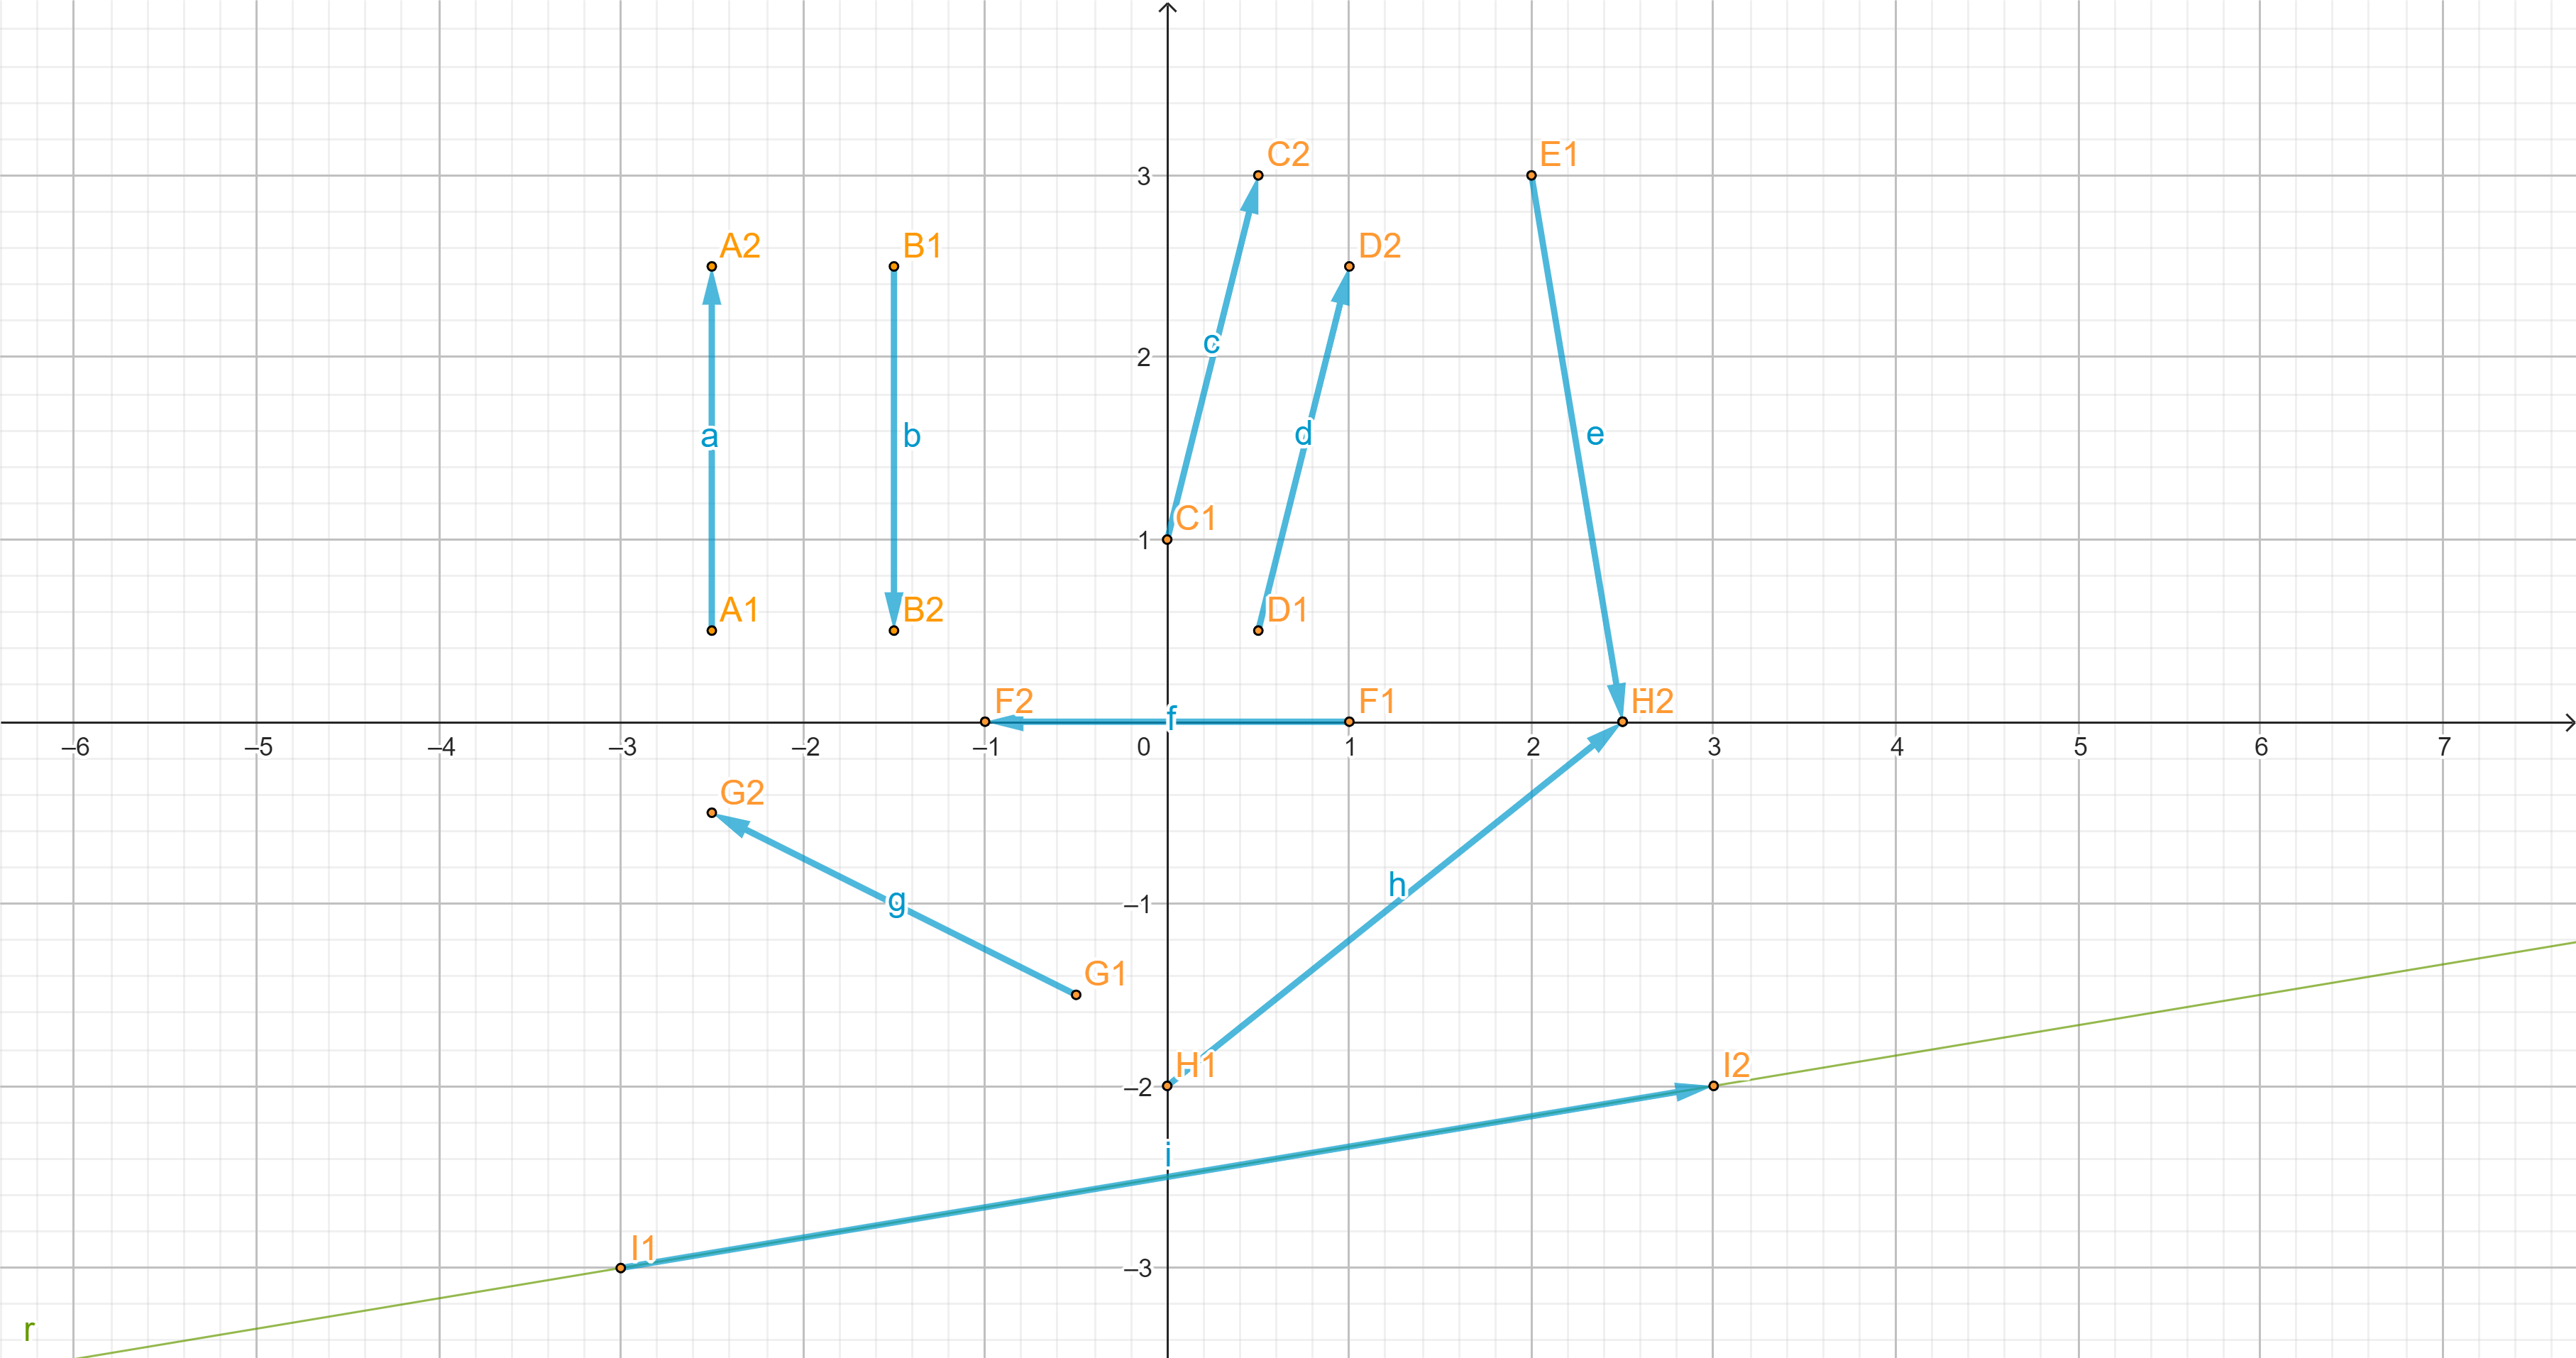 C2 E1
3
A2 B1 D2
c
2
a b d e
C1
1
A1 B2 D1
F2 f F1 H2
–6 –5 –4 –3 –2 –1 0 1 2 3 4 5 6 7
G2
h
g –1
G1
H1 I2
–2
i
I1
–3
r